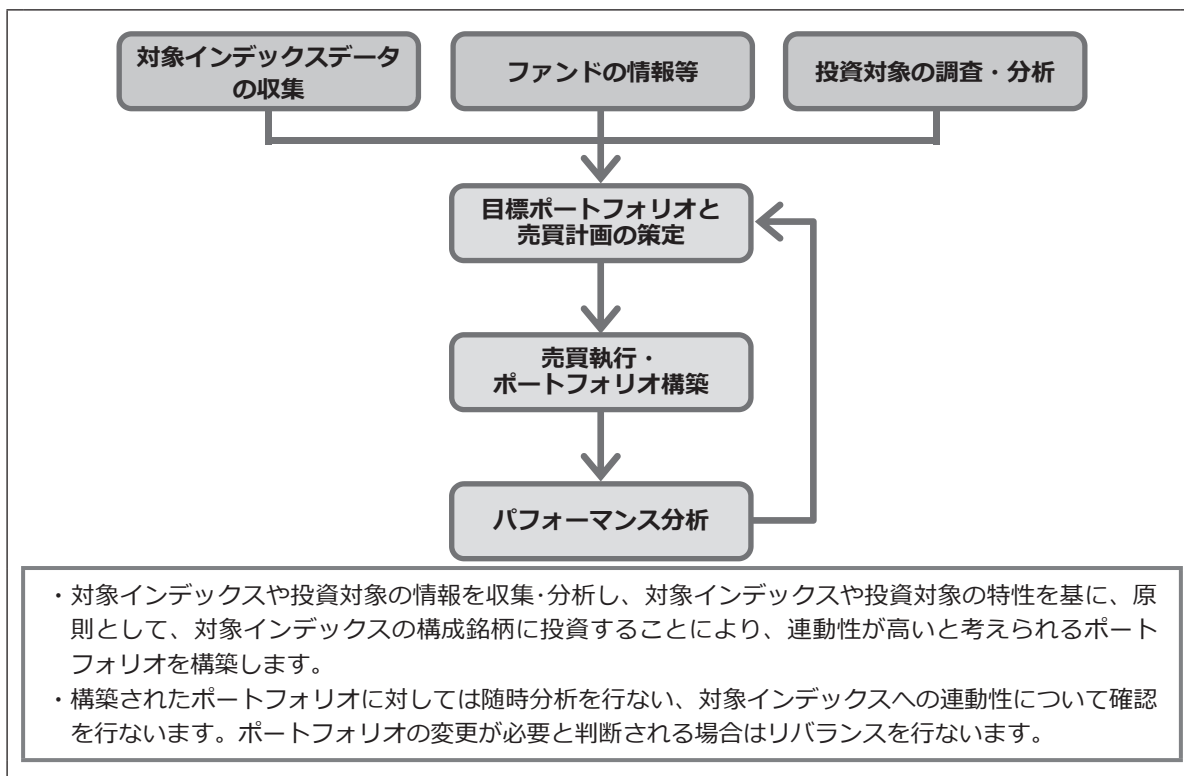 対象インデックスデータ
の収集
ファンドの情報等
投資対象の調査・分析
目標ポートフォリオと
売買計画の策定
売買執行・
ポートフォリオ構築
パフォーマンス分析
・対象インデックスや投資対象の情報を収集･分析し、対象インデックスや投資対象の特性を基に、原
則として、対象インデックスの構成銘柄に投資することにより、連動性が高いと考えられるポート
フォリオを構築します。
・構築されたポートフォリオに対しては随時分析を行ない、対象インデックスへの連動性について確認
を行ないます。ポートフォリオの変更が必要と判断される場合はリバランスを行ないます。